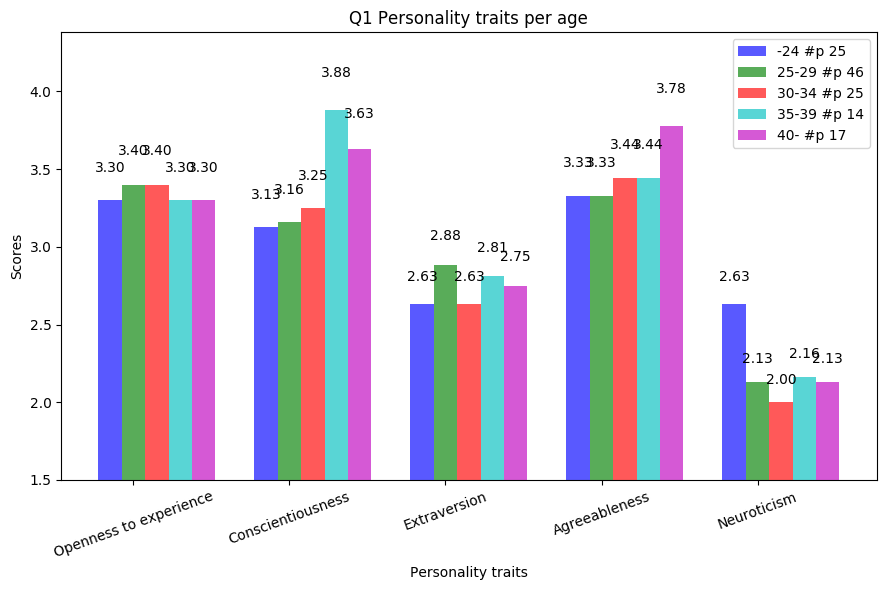 Q1 Personality traits per age
-24 #p 25
25-29 #p 46
30-34 #p 25
35-39 #p 14
40- #p 17
Scores
4.0
3.5
3.0
2.5
2.0
1.5
3.30 3.40 3.40 3.30 3.30
3.13 3.16 3.25 3.88 3.63
2.63 2.88 2.63 2.81 2.75
3.33 3.33 3.44 3.44 3.78
2.63 2.13 2.00 2.16 2.13
Openness to experience
Conscientiousness
Extraversion
Agreeableness
Neuroticism
Personality traits